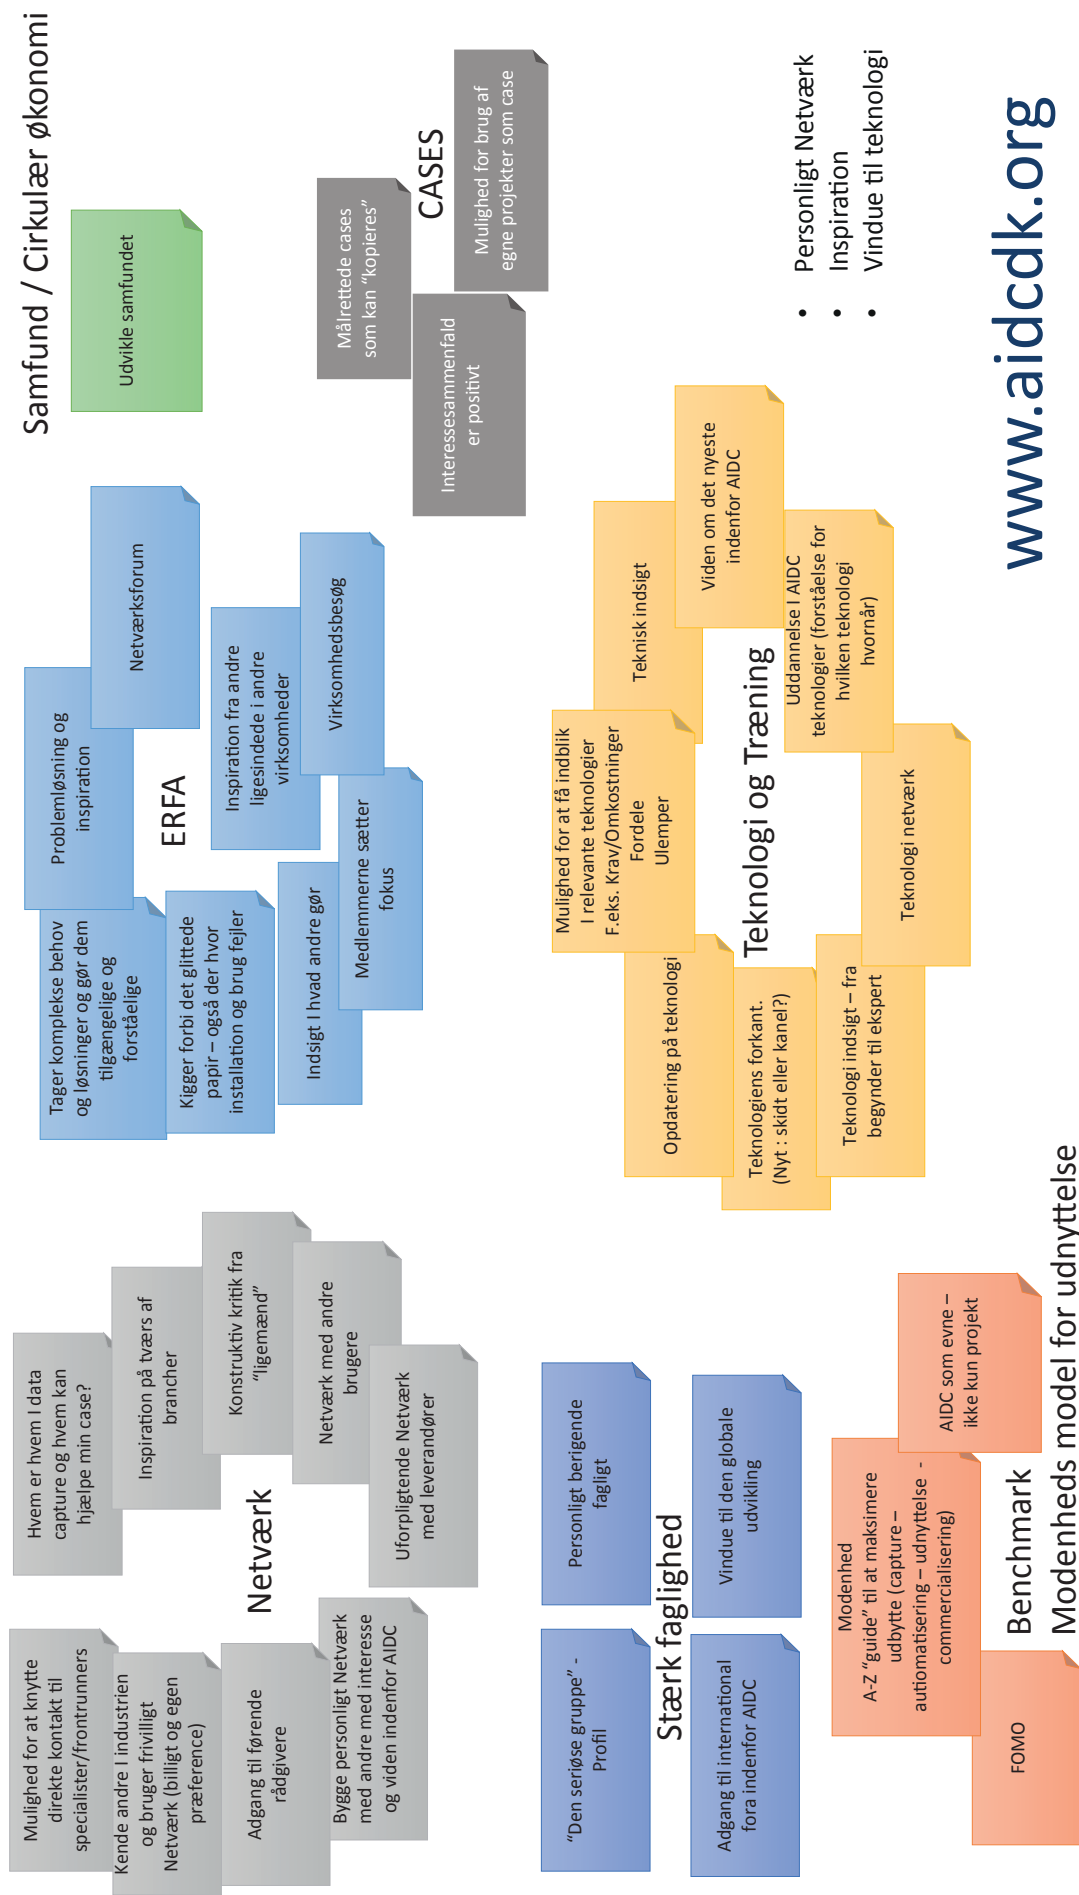 Mulighed for at knytte
direkte kontakt til
specialister/frontrunners
Kende andre I industrien
og bruger frivilligt
Netværk (billigt og egen
præference)
Adgang til førende
rådgivere
Bygge personligt Netværk
med andre med interesse
og viden indenfor AIDC
Netværk
Hvem er hvem I data
capture og hvem kan
hjælpe min case?
Inspiration på tværs af
brancher
Konstruktiv kritik fra
“ligemænd”
Netværk med andre
brugere
Uforpligtende Netværk
med leverandører
Tager komplekse behov
og løsninger og gør dem
tilgængelige og
forståelige
Kigger forbi det glittede
papir – også der hvor
installation og brug fejler
Indsigt I hvad andre gør
Medlemmerne sætter
fokus
ERFA
Problemløsning og
inspiration
Netværksforum
Inspiration fra andre
ligesindede i andre
virksomheder
Virksomhedsbesøg
Samfund / Cirkulær økonomi
Udvikle samfundet
Målrettede cases
som kan “kopieres”
Interessesammenfald
er positivt
CASES
Mulighed for brug af
egne projekter som case
“Den seriøse gruppe” -
Profil
Personligt berigende
fagligt
Stærk faglighed
Adgang til international
fora indenfor AIDC
Vindue til den globale
udvikling
Mulighed for at få indblik
I relevante teknologier
F.eks. Krav/Omkostninger
Fordele
Ulemper
Opdatering på teknologi
Teknologiens forkant.
(Nyt : skidt eller kanel?)
Teknologi indsigt – fra
begynder til ekspert
Teknologi og Træning
Teknisk indsigt
Viden om det nyeste
indenfor AIDC
Uddannelse I AIDC
teknologier (forståelse for
hvilken teknologi
hvornår)
Teknologi netværk
Modenhed
A-Z “guide” til at maksimere
udbytte (capture –
autiomatisering – udnyttelse -
commercialisering)
AIDC som evne –
ikke kun projekt
FOMO
Benchmark
Modenheds model for udnyttelse
• Personligt Netværk
• Inspiration
• Vindue til teknologi
www.aidcdk.org